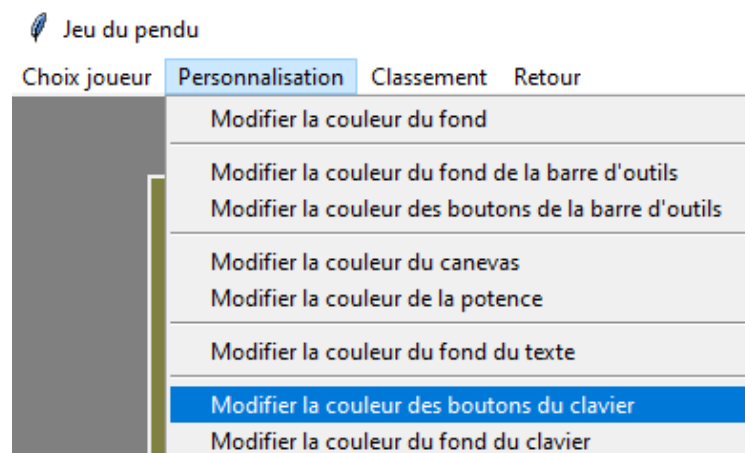 Jeu du pendu
Choix joueur Personnalisation Classement Retour
Modifier la couleur du fond
Modifier la couleur du fond de la barre d'outils
Modifier la couleur des boutons de la barre d'outils
Modifier la couleur du canevas
Modifier la couleur de la potence
Modifier la couleur du fond du texte
Modifier la couleur des boutons du clavier
Modifier la couleur du fond du clavier